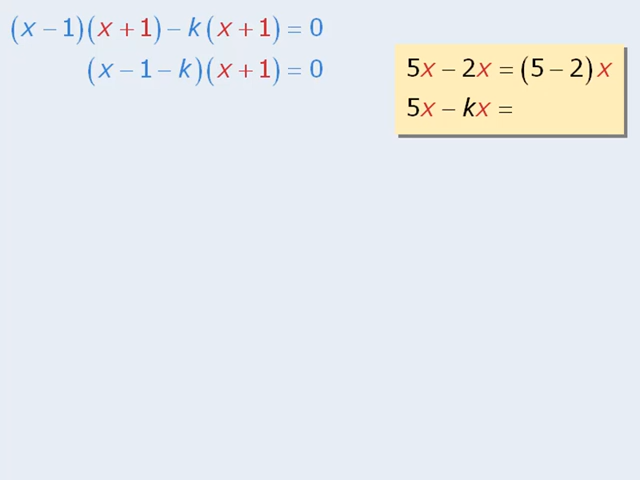 (x − 1)(x + 1) − k(x + 1) = 0
(x − 1 − k)(x + 1) = 0
5x − 2x = (5 − 2)x
5x − kx =